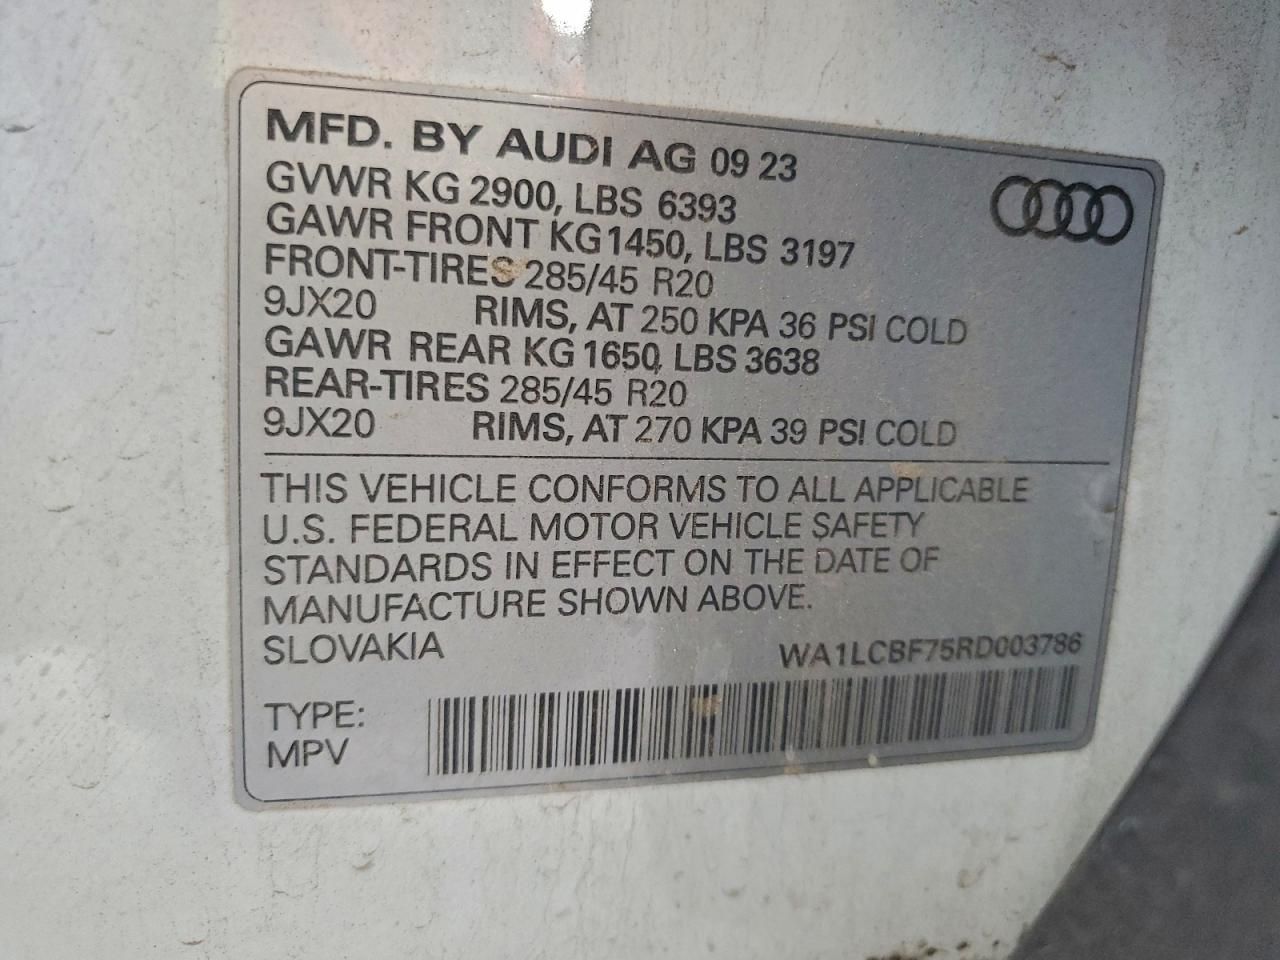 MFD. BY AUDI AG 09 23
GVWR KG 2900, LBS 6393
GAWR FRONT KG 1450, LBS 3197
FRONT-TIRES 285/45 R20
9JX20 RIMS, AT 250 KPA 36 PSI COLD
GAWR REAR KG 1650, LBS 3638
REAR-TIRES 285/45 R20
9JX20 RIMS, AT 270 KPA 39 PSI COLD
THIS VEHICLE CONFORMS TO ALL APPLICABLE
U.S. FEDERAL MOTOR VEHICLE SAFETY
STANDARDS IN EFFECT ON THE DATE OF
MANUFACTURE SHOWN ABOVE.
SLOVAKIA WA1LCBF75RD003786
TYPE:
MPV